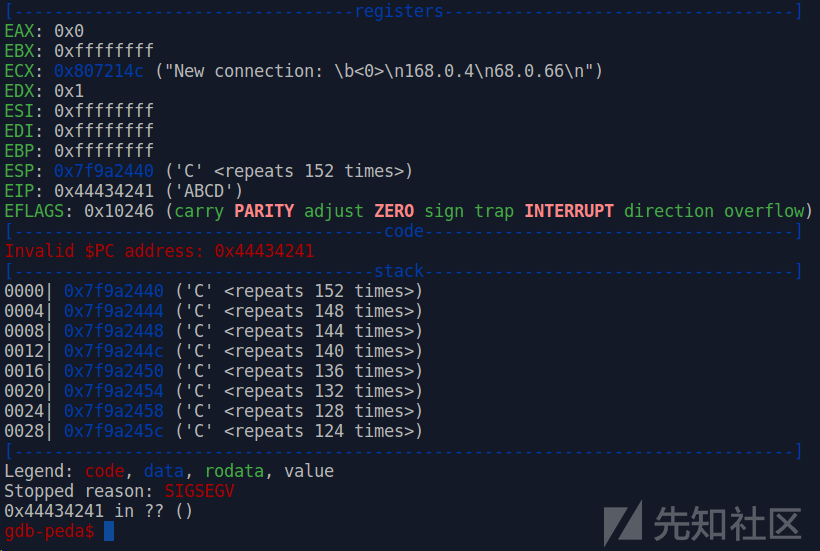 [----------------------------------registers-----------------------------------]
EAX: 0x0
EBX: 0xffffffff
ECX: 0x807214c ("New connection: \b<0>\n168.0.4\n68.0.66\n")
EDX: 0x1
ESI: 0xffffffff
EDI: 0xffffffff
EBP: 0xffffffff
ESP: 0x7f9a2440 ('C' <repeats 152 times>)
EIP: 0x44434241 ('ABCD')
EFLAGS: 0x10246 (carry PARITY adjust ZERO sign trap INTERRUPT direction overflow)
[-------------------------------------code-------------------------------------]
Invalid $PC address: 0x44434241
[------------------------------------stack-------------------------------------]
0000| 0x7f9a2440 ('C' <repeats 152 times>)
0004| 0x7f9a2444 ('C' <repeats 148 times>)
0008| 0x7f9a2448 ('C' <repeats 144 times>)
0012| 0x7f9a244c ('C' <repeats 140 times>)
0016| 0x7f9a2450 ('C' <repeats 136 times>)
0020| 0x7f9a2454 ('C' <repeats 132 times>)
0024| 0x7f9a2458 ('C' <repeats 128 times>)
0028| 0x7f9a245c ('C' <repeats 124 times>)
[------------------------------------------------------------------------------]
Legend: code, data, rodata, value
Stopped reason: SIGSEGV
0x44434241 in ?? ()
gdb-peda$
先知社区